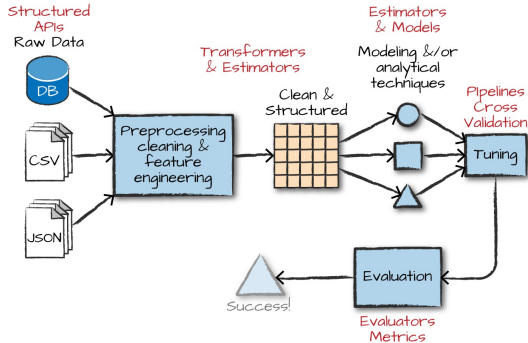 Structured
APIs
Raw Data
DB
CSV
JSON
Transformers
& Estimators
Preprocessing
cleaning &
feature
engineering
Clean &
Structured
Estimators
& Models
Modeling &/or
analytical
techniques
Pipelines
Cross
Validation
Tuning
Evaluation
Evaluators
Metrics
Success!